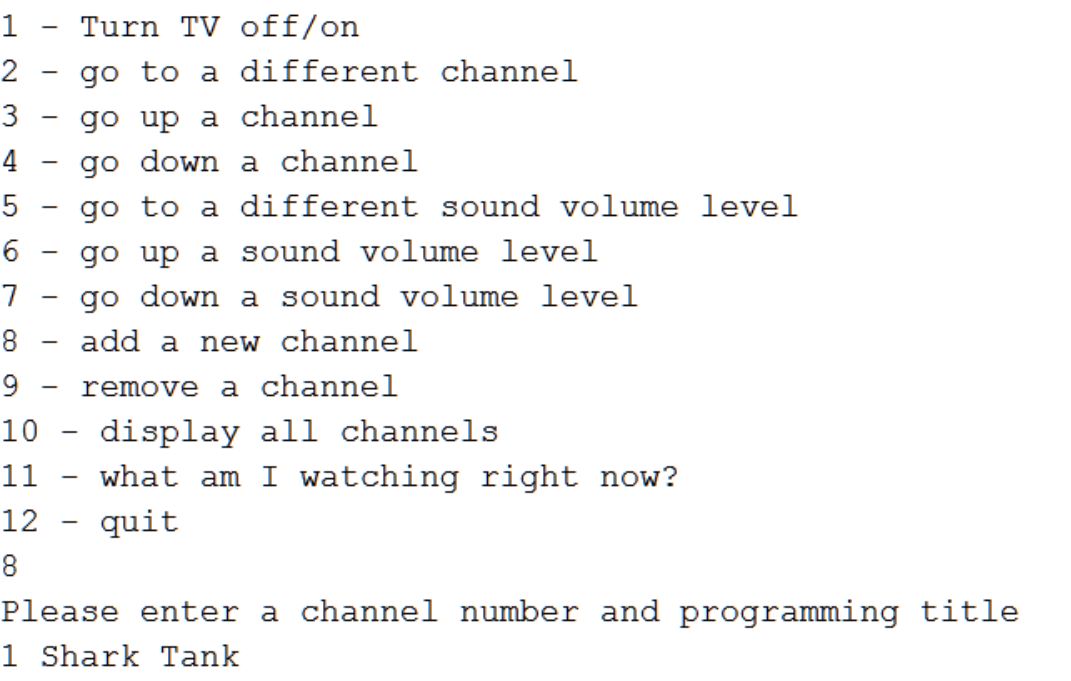 1 - Turn TV off/on
2 - go to a different channel
3 - go up a channel
4 - go down a channel
5 - go to a different sound volume level
6 - go up a sound volume level
7 - go down a sound volume level
8 - add a new channel
9 - remove a channel
10 - display all channels
11 - what am I watching right now?
12 - quit
8
Please enter a channel number and programming title
1 Shark Tank